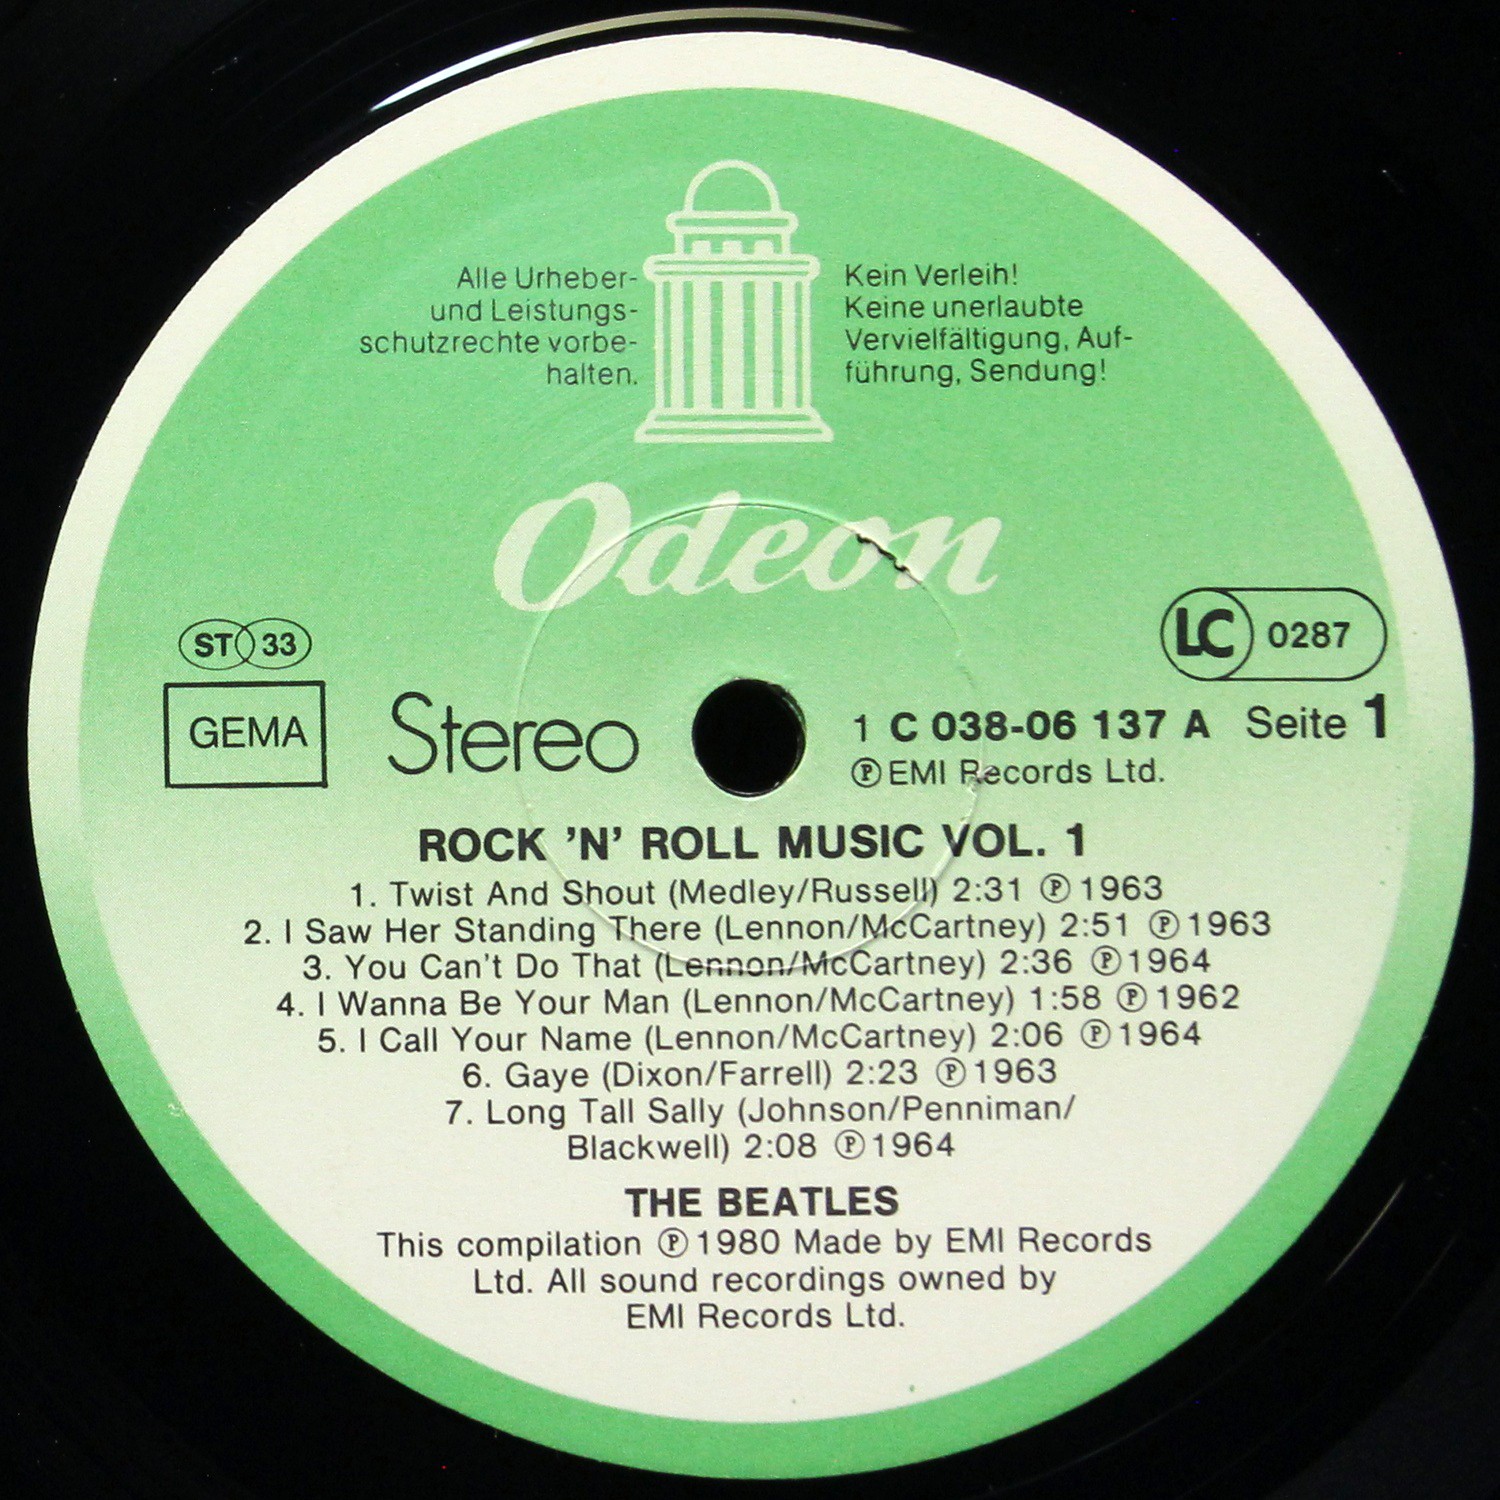 Alle Urheber-
und Leistungs-
schutzrechte vorbe-
halten.
Kein Verleih!
Keine unerlaubte
Vervielfältigung, Auf-
führung, Sendung!
Odeon
ST 33
GEMA
Stereo
LC 0287
1 C 038-06 137 A Seite 1
Ⓟ EMI Records Ltd.
ROCK 'N' ROLL MUSIC VOL. 1
1. Twist And Shout (Medley/Russell) 2:31 Ⓟ 1963
2. I Saw Her Standing There (Lennon/McCartney) 2:51 Ⓟ 1963
3. You Can't Do That (Lennon/McCartney) 2:36 Ⓟ 1964
4. I Wanna Be Your Man (Lennon/McCartney) 1:58 Ⓟ 1962
5. I Call Your Name (Lennon/McCartney) 2:06 Ⓟ 1964
6. Gaye (Dixon/Farrell) 2:23 Ⓟ 1963
7. Long Tall Sally (Johnson/Penniman/
Blackwell) 2:08 Ⓟ 1964
THE BEATLES
This compilation Ⓟ 1980 Made by EMI Records
Ltd. All sound recordings owned by
EMI Records Ltd.